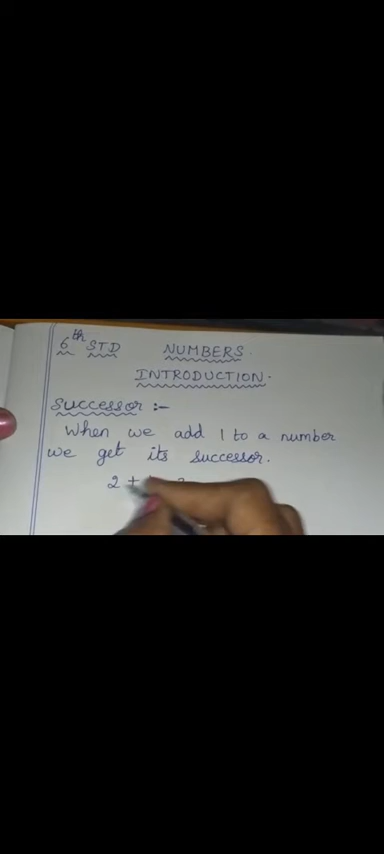 6th STD NUMBERS.
INTRODUCTION.
Successor :-
When we add 1 to a number
we get its successor.
2 +